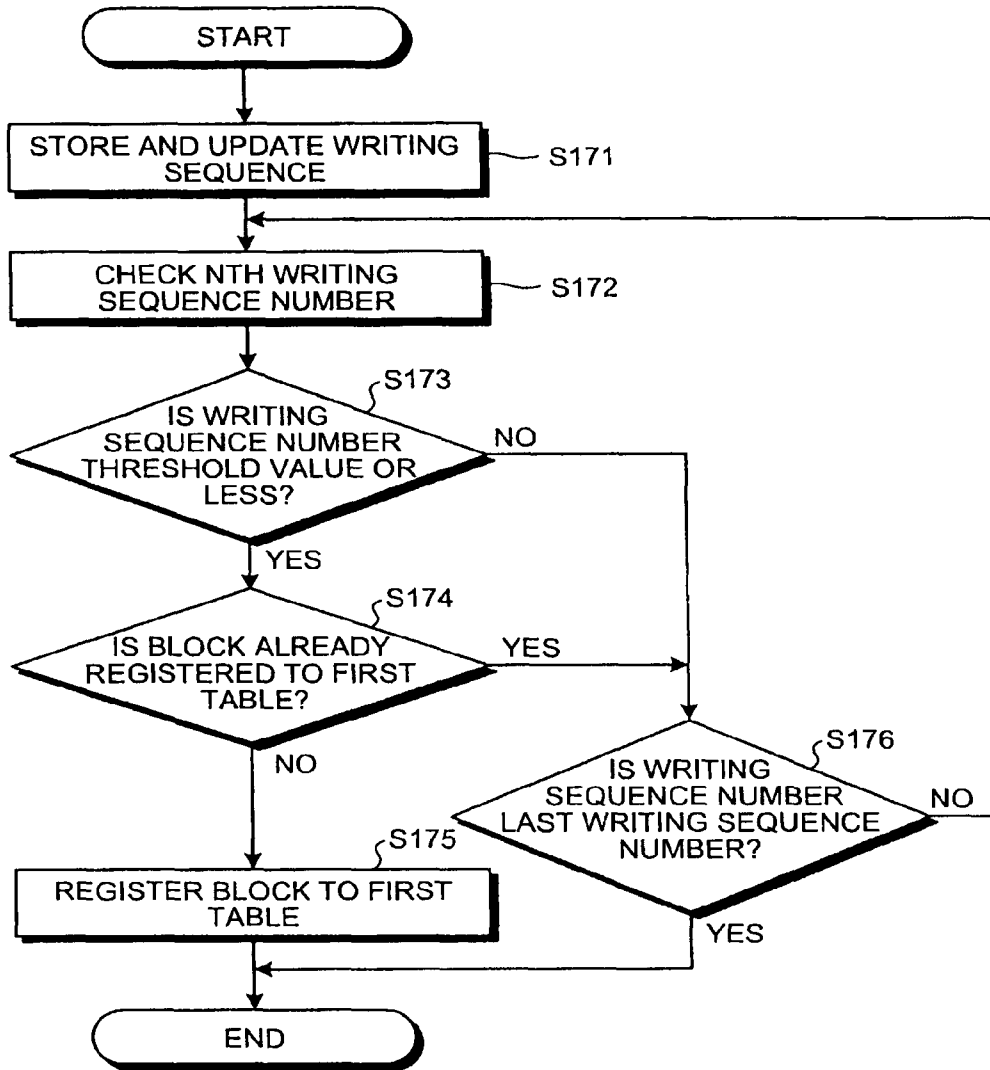 START
STORE AND UPDATE WRITING
SEQUENCE
S171
CHECK NTH WRITING
SEQUENCE NUMBER
S172
S173
IS WRITING
SEQUENCE NUMBER
THRESHOLD VALUE OR
LESS?
NO
YES
S174
IS BLOCK ALREADY
REGISTERED TO FIRST
TABLE?
YES
NO
S176
IS WRITING
SEQUENCE NUMBER
LAST WRITING SEQUENCE
NUMBER?
NO
YES
S175
REGISTER BLOCK TO FIRST
TABLE
END